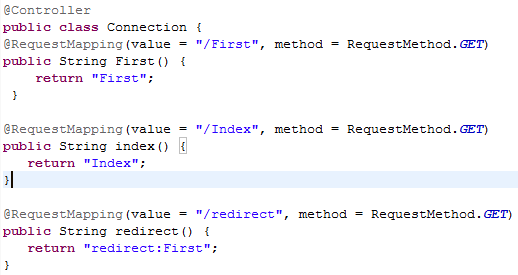 @Controller
public class Connection {
@RequestMapping(value = "/First", method = RequestMethod.GET)
public String First() {
return "First";
}
@RequestMapping(value = "/Index", method = RequestMethod.GET)
public String index() {
return "Index";
}
@RequestMapping(value = "/redirect", method = RequestMethod.GET)
public String redirect() {
return "redirect:First";
}